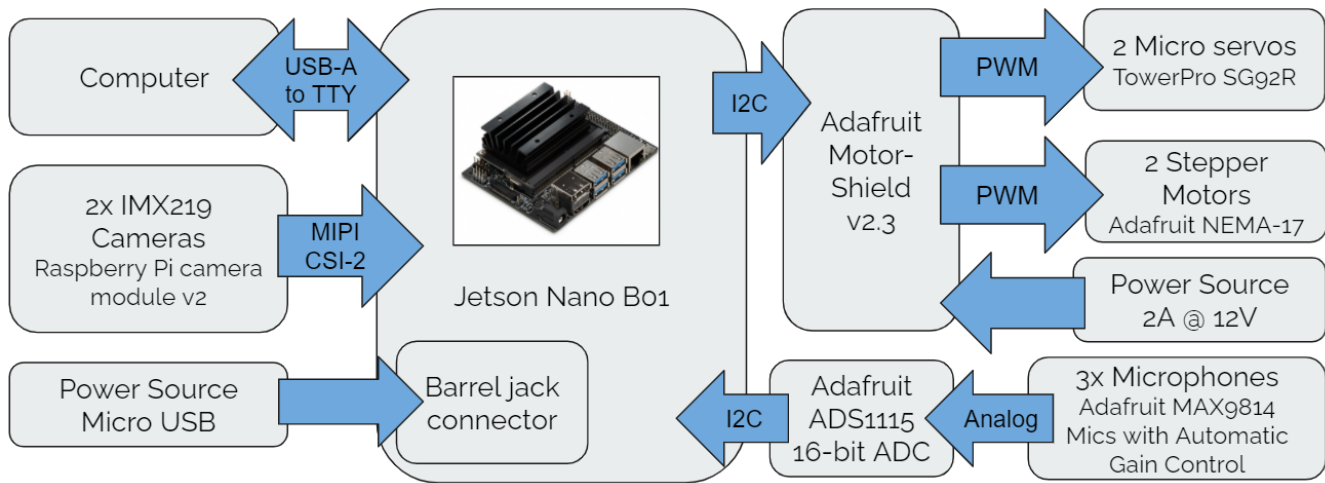 Computer
USB-A
to TTY
2x IMX219
Cameras
Raspberry Pi camera
module v2
MIPI
CSI-2
Power Source
Micro USB
Jetson Nano B01
Barrel jack
connector
I2C
Adafruit
Motor-
Shield
v2.3
PWM
2 Micro servos
TowerPro SG92R
PWM
2 Stepper
Motors
Adafruit NEMA-17
Power Source
2A @ 12V
I2C
Adafruit
ADS1115
16-bit ADC
Analog
3x Microphones
Adafruit MAX9814
Mics with Automatic
Gain Control